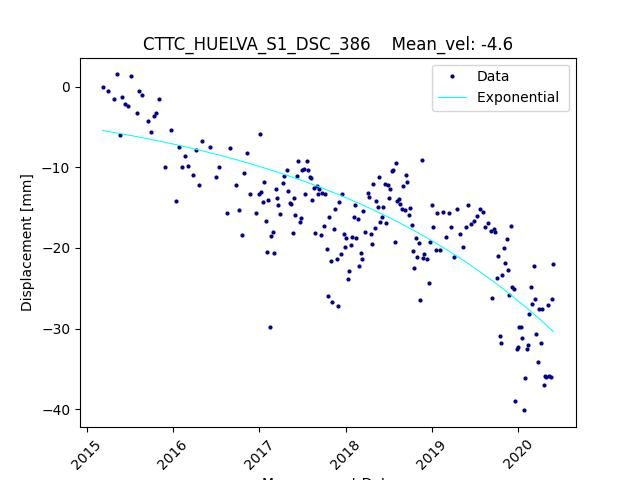 CTTC_HUELVA_S1_DSC_386 Mean_vel: -4.6
Data
Exponential
Displacement [mm]
0
−10
−20
−30
−40
2015
2016
2017
2018
2019
2020